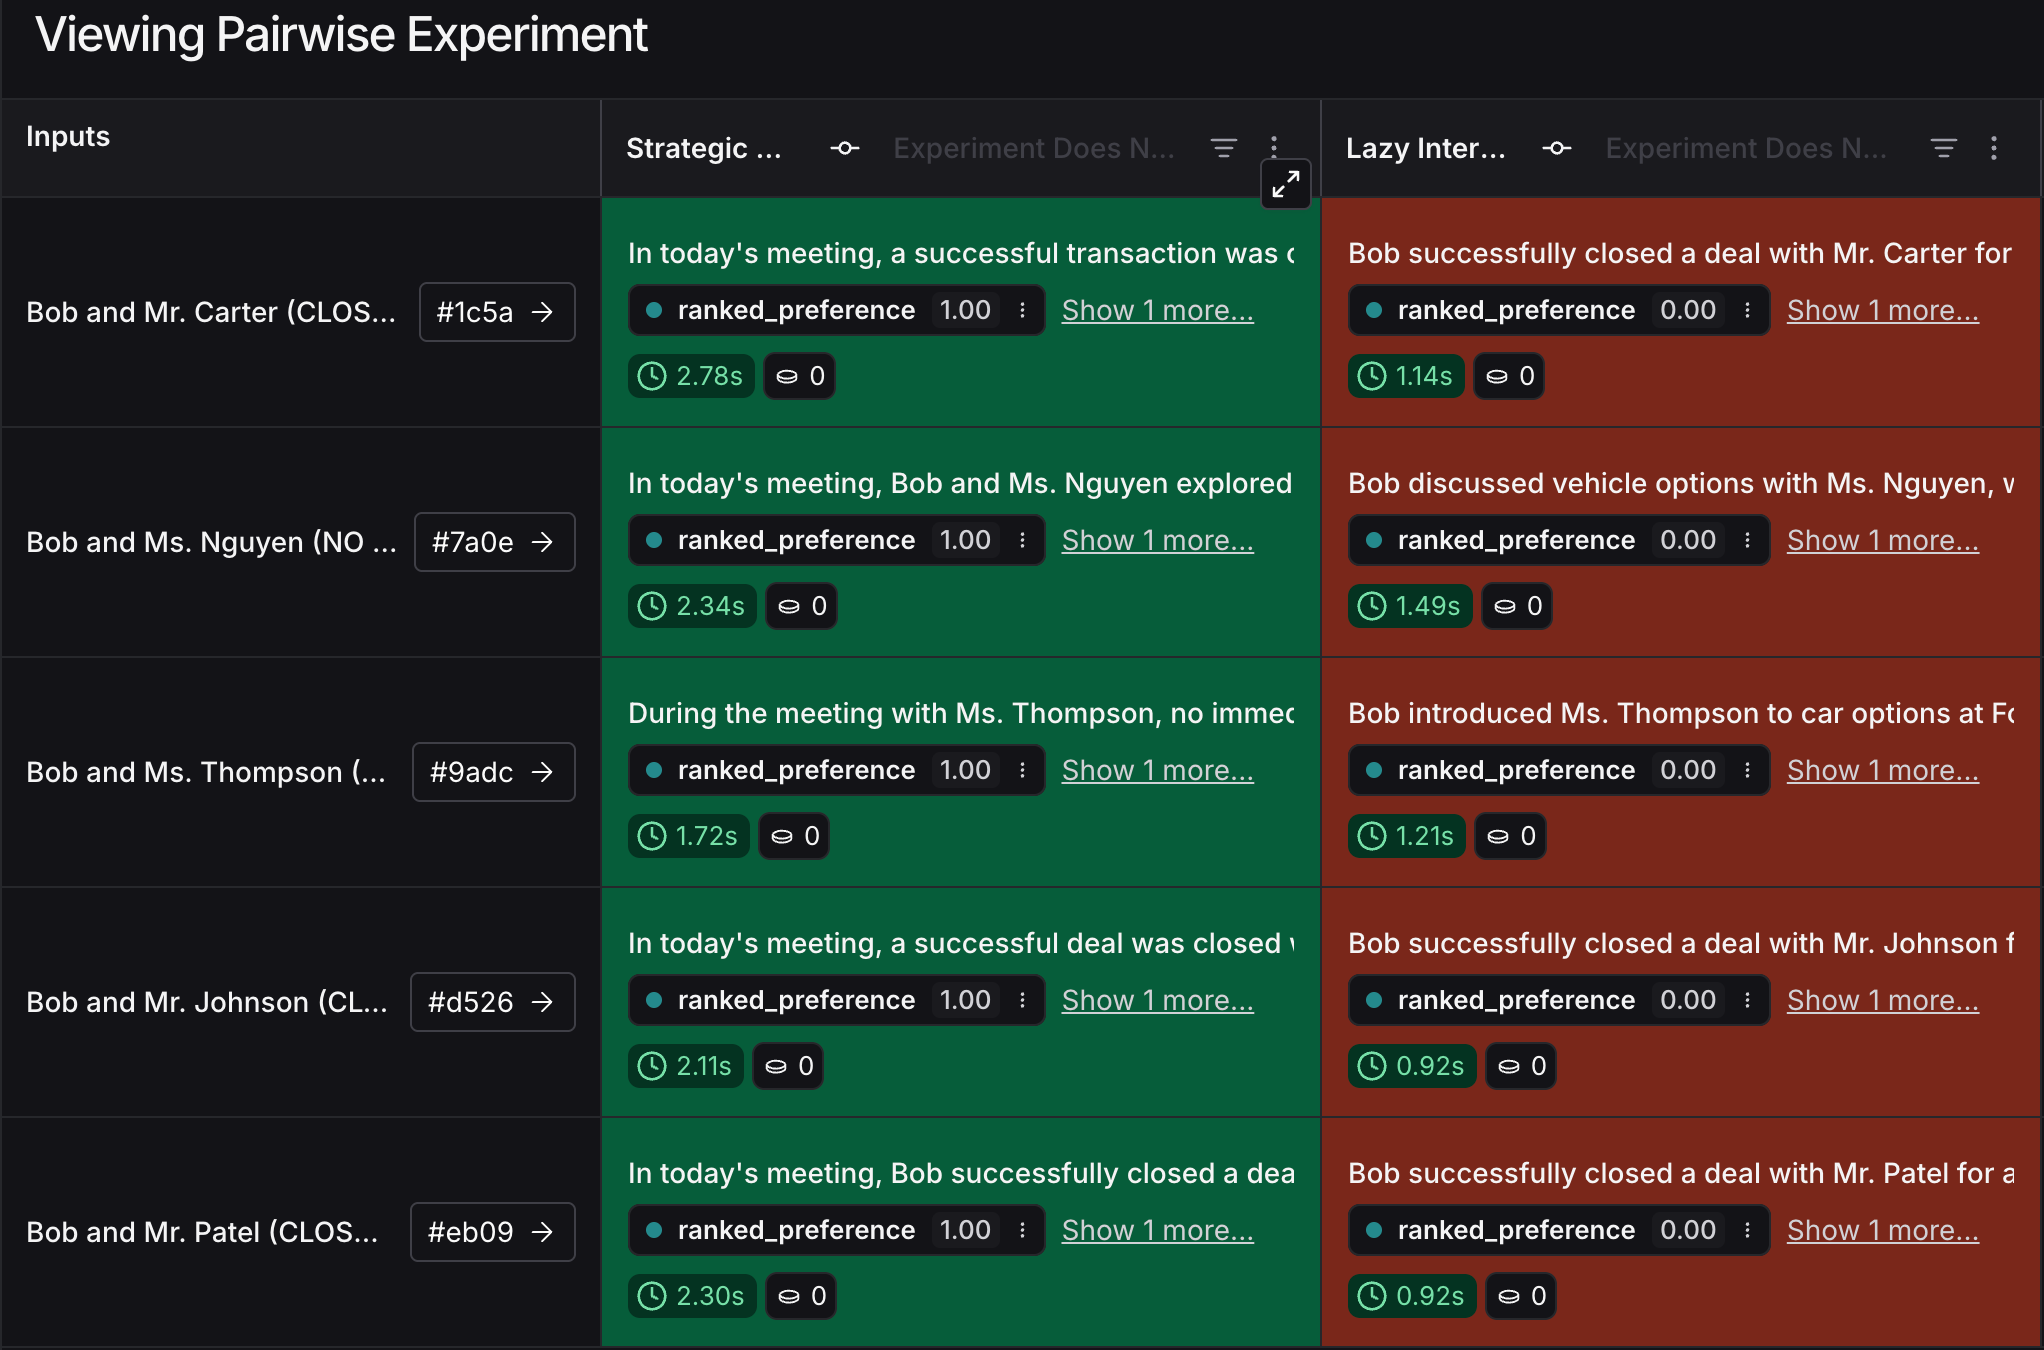 Viewing Pairwise Experiment
Inputs
Strategic ...
Experiment Does N...
Lazy Inter...
Experiment Does N...
Bob and Mr. Carter (CLOS...
#1c5a
In today's meeting, a successful transaction was
ranked_preference 1.00
Show 1 more...
2.78s
0
Bob successfully closed a deal with Mr. Carter for
ranked_preference 0.00
Show 1 more...
1.14s
0
Bob and Ms. Nguyen (NO ...
#7a0e
In today's meeting, Bob and Ms. Nguyen explored
ranked_preference 1.00
Show 1 more...
2.34s
0
Bob discussed vehicle options with Ms. Nguyen,
ranked_preference 0.00
Show 1 more...
1.49s
0
Bob and Ms. Thompson (...
#9adc
During the meeting with Ms. Thompson, no immed
ranked_preference 1.00
Show 1 more...
1.72s
0
Bob introduced Ms. Thompson to car options at Fo
ranked_preference 0.00
Show 1 more...
1.21s
0
Bob and Mr. Johnson (CL...
#d526
In today's meeting, a successful deal was closed
ranked_preference 1.00
Show 1 more...
2.11s
0
Bob successfully closed a deal with Mr. Johnson f
ranked_preference 0.00
Show 1 more...
0.92s
0
Bob and Mr. Patel (CLOS...
#eb09
In today's meeting, Bob successfully closed a dea
ranked_preference 1.00
Show 1 more...
2.30s
0
Bob successfully closed a deal with Mr. Patel for a
ranked_preference 0.00
Show 1 more...
0.92s
0